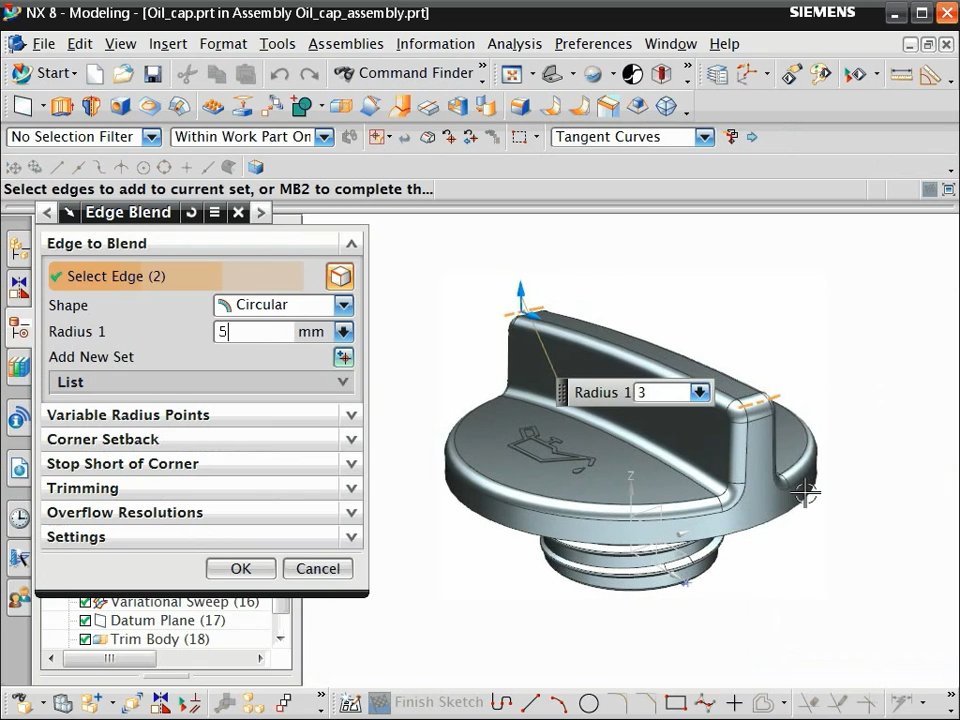 NX 8 - Modeling - [Oil_cap.prt in Assembly Oil_cap_assembly.prt]
SIEMENS
File Edit View Insert Format Tools Assemblies Information Analysis Preferences Window Help
Start Command Finder
No Selection Filter Within Work Part On Tangent Curves
Select edges to add to current set, or MB2 to complete th...
Edge Blend
Edge to Blend
Select Edge (2)
Shape Circular
Radius 1 5 mm
Add New Set
List
Variable Radius Points
Corner Setback
Stop Short of Corner
Trimming
Overflow Resolutions
Settings
OK Cancel
Radius 1 3
Z
Variational Sweep (16)
Datum Plane (17)
Trim Body (18)
Finish Sketch